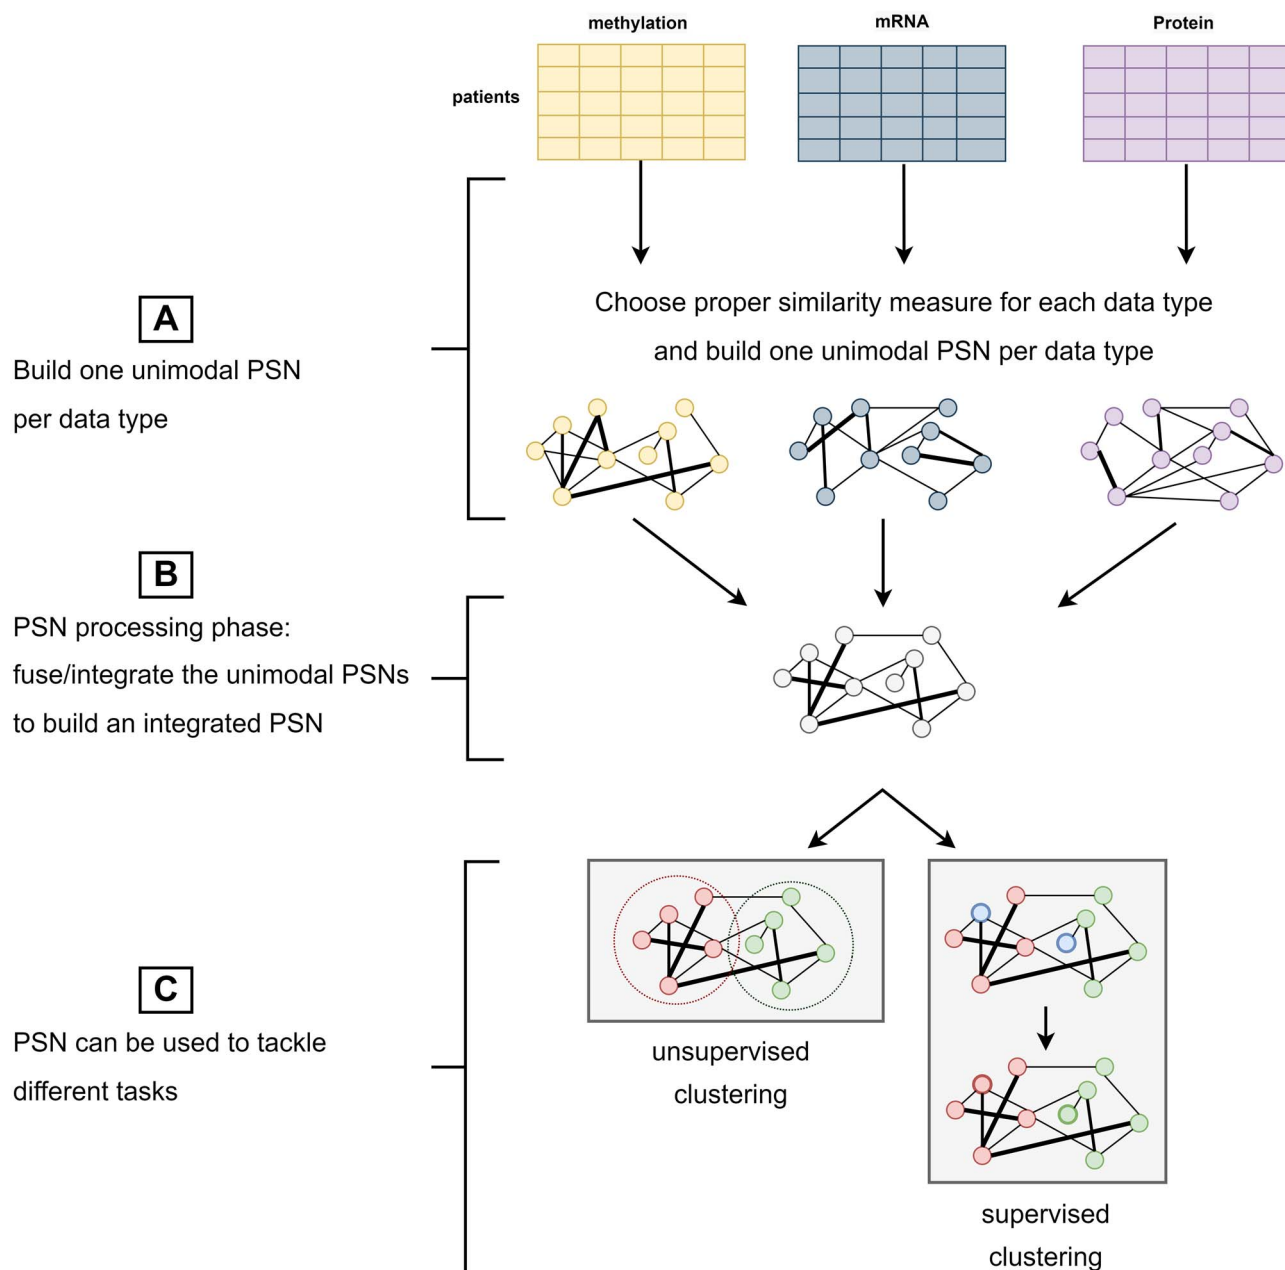 methylation
mRNA
Protein
patients
A
Build one unimodal PSN
per data type
Choose proper similarity measure for each data type
and build one unimodal PSN per data type
B
PSN processing phase:
fuse/integrate the unimodal PSNs
to build an integrated PSN
C
PSN can be used to tackle
different tasks
unsupervised
clustering
supervised
clustering